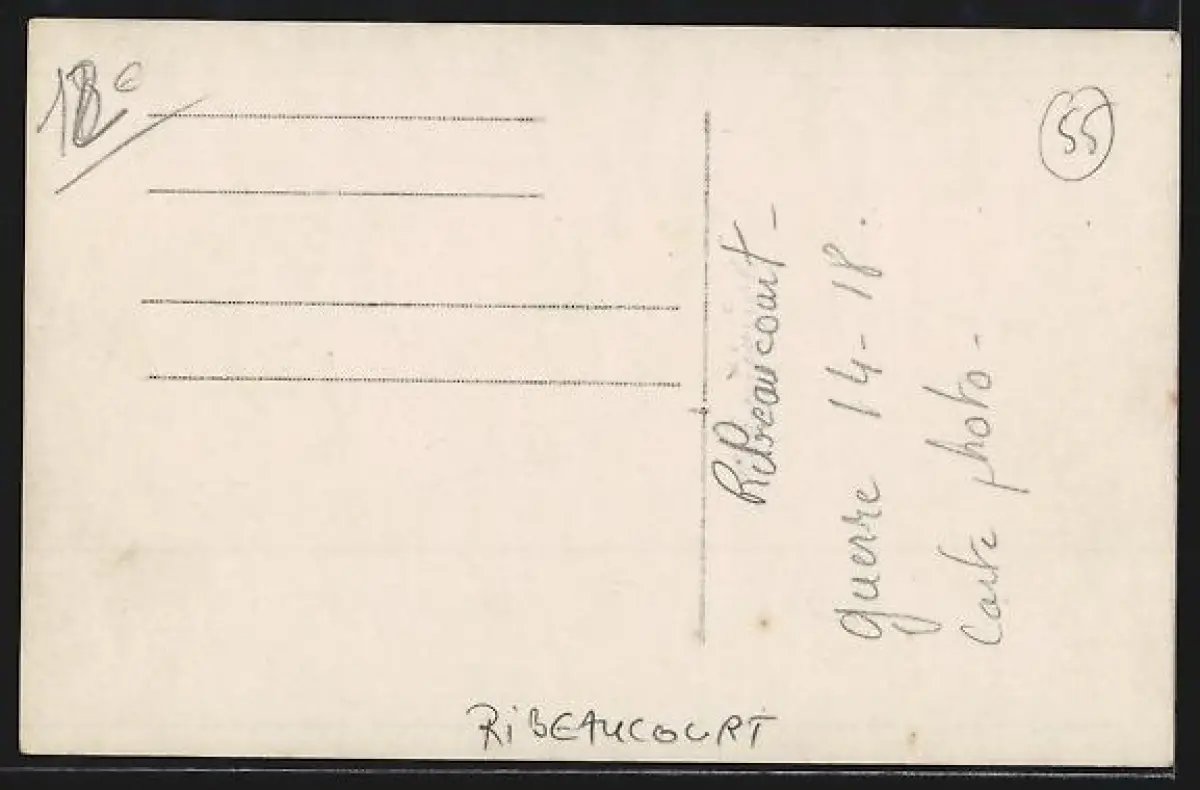 18€
55
Ribeaucourt -
guerre 14-18.
Carte photo -
RIBEAUCOURT